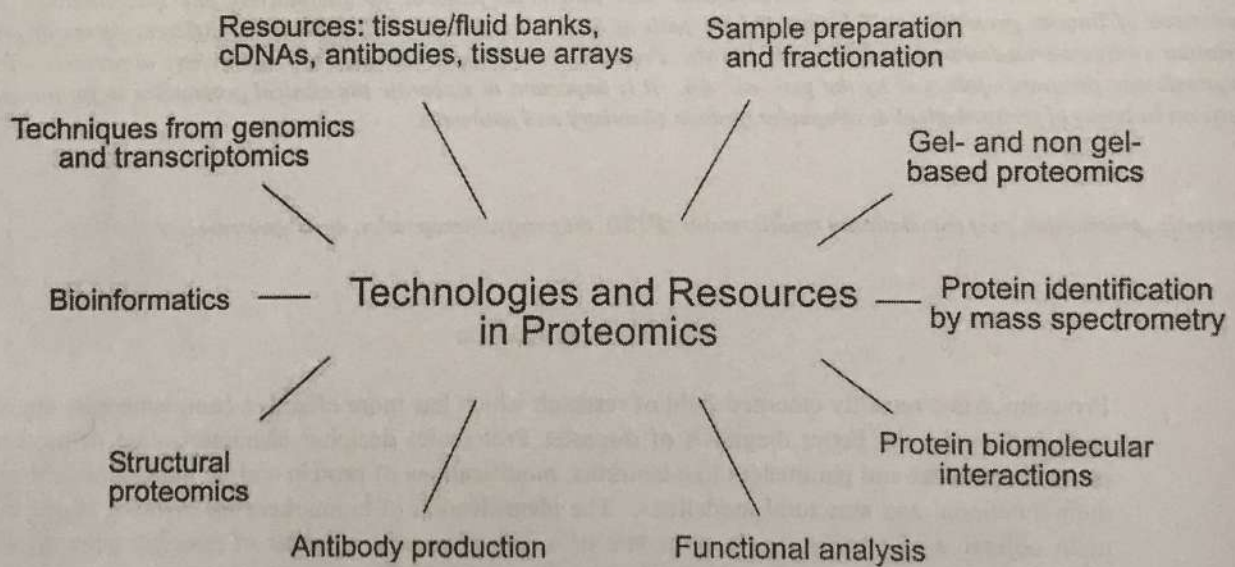 Resources: tissue/fluid banks,
cDNAs, antibodies, tissue arrays
Sample preparation
and fractionation
Techniques from genomics
and transcriptomics
Gel- and non gel-
based proteomics
Bioinformatics
Technologies and Resources
in Proteomics
Protein identification
by mass spectrometry
Structural
proteomics
Protein biomolecular
interactions
Antibody production
Functional analysis